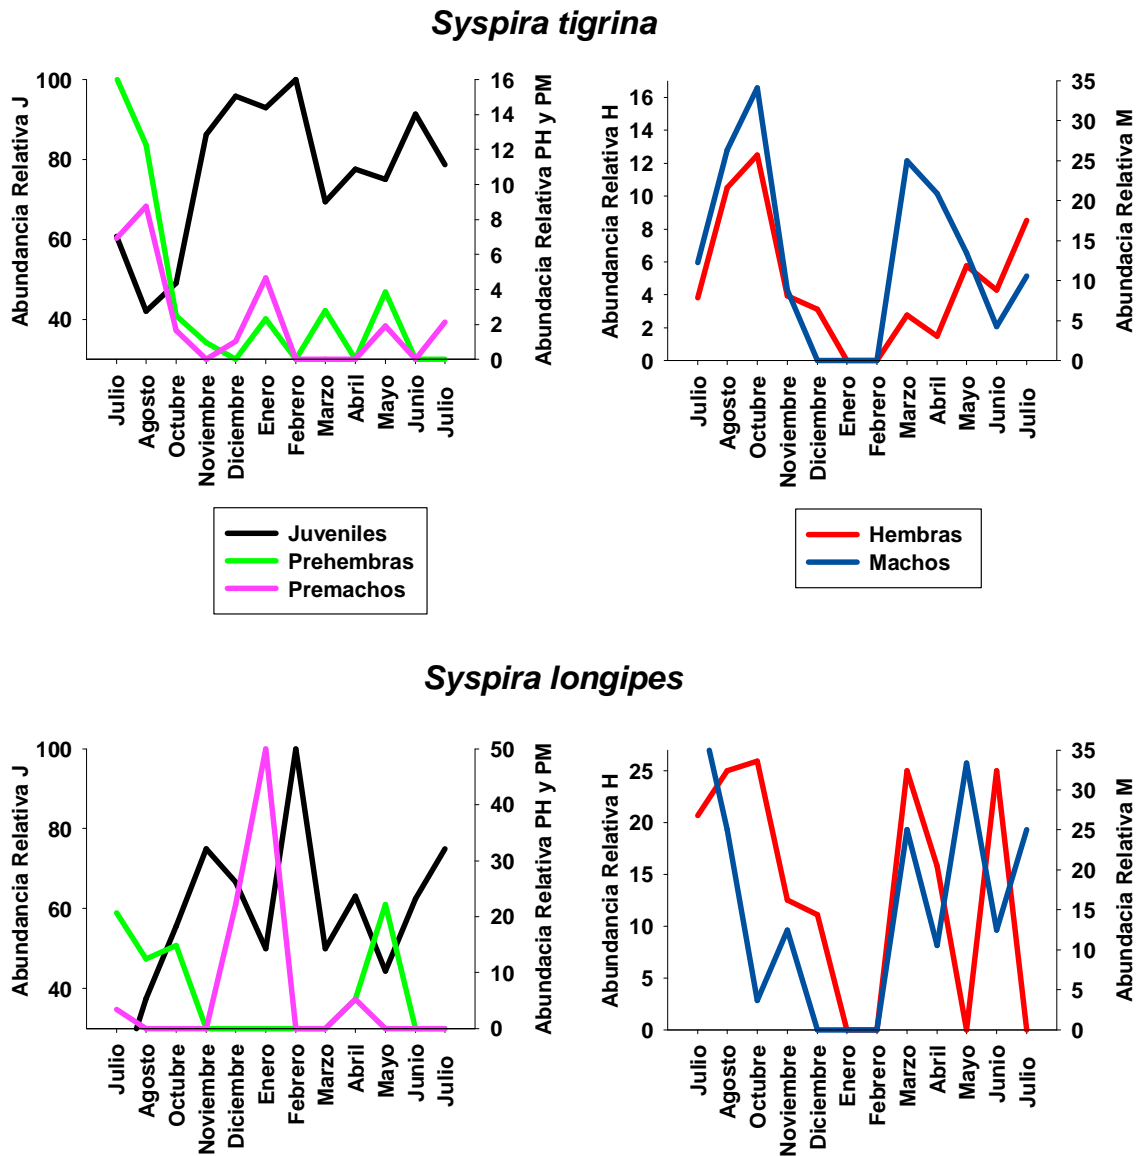 Syspira tigrina
Abundancia Relativa J
100
80
60
40
16
14
12
10
8
6
4
2
0
Abundacia Relativa PH y PM
Julio
Agosto
Octubre
Noviembre
Diciembre
Enero
Febrero
Marzo
Abril
Mayo
Junio
Julio
Abundancia Relativa H
16
14
12
10
8
6
4
2
0
35
30
25
20
15
10
5
0
Abundacia Relativa M
Julio
Agosto
Octubre
Noviembre
Diciembre
Enero
Febrero
Marzo
Abril
Mayo
Junio
Julio
Juveniles
Prehembras
Premachos
Hembras
Machos
Syspira longipes
Abundancia Relativa J
100
80
60
40
50
40
30
20
10
0
Abundacia Relativa PH y PM
Julio
Agosto
Octubre
Noviembre
Diciembre
Enero
Febrero
Marzo
Abril
Mayo
Junio
Julio
Abundancia Relativa H
25
20
15
10
5
0
35
30
25
20
15
10
5
0
Abundacia Relativa M
Julio
Agosto
Octubre
Noviembre
Diciembre
Enero
Febrero
Marzo
Abril
Mayo
Junio
Julio